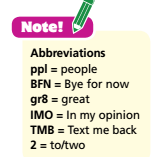 Note!
Abbreviations
ppl = people
BFN = Bye for now
gr8 = great
IMO = In my opinion
TMB = Text me back
2 = to/two